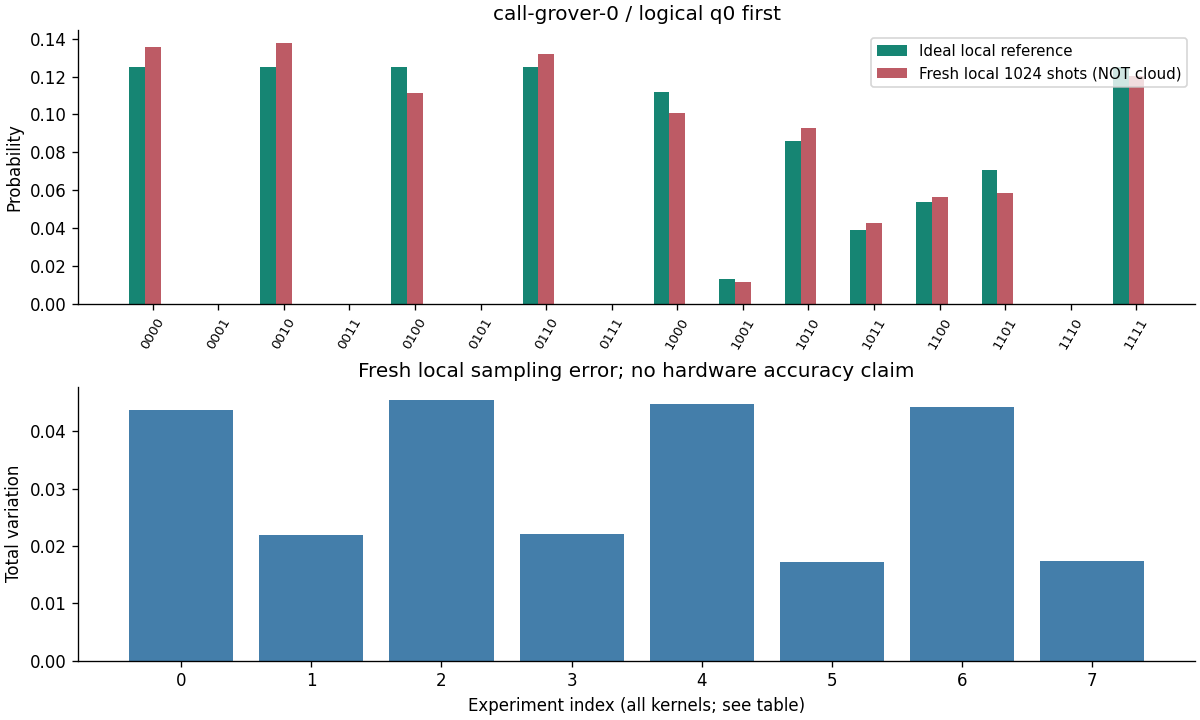 call-grover-0 / logical q0 first
Probability
0.14
0.12
0.10
0.08
0.06
0.04
0.02
0.00
Ideal local reference
Fresh local 1024 shots (NOT cloud)
0000 0001 0010 0011 0100 0101 0110 0111 1000 1001 1010 1011 1100 1101 1110 1111
Fresh local sampling error; no hardware accuracy claim
Total variation
0.04
0.03
0.02
0.01
0.00
0 1 2 3 4 5 6 7
Experiment index (all kernels; see table)